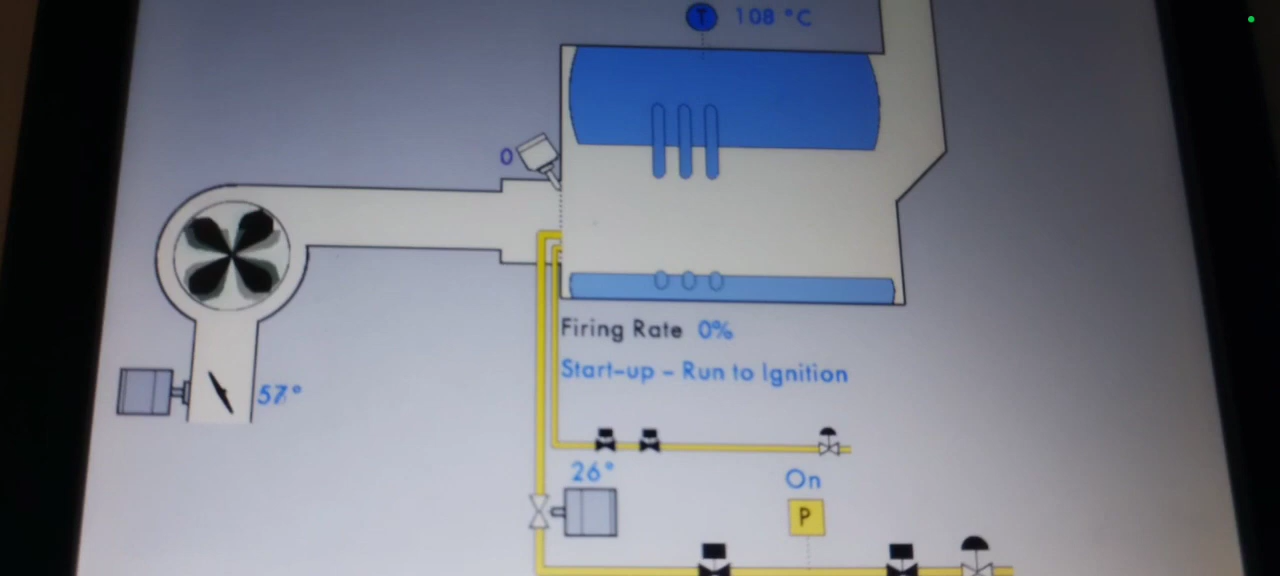 T 108 °C
0
Firing Rate 0%
Start-up - Run to Ignition
57°
26°
On
P